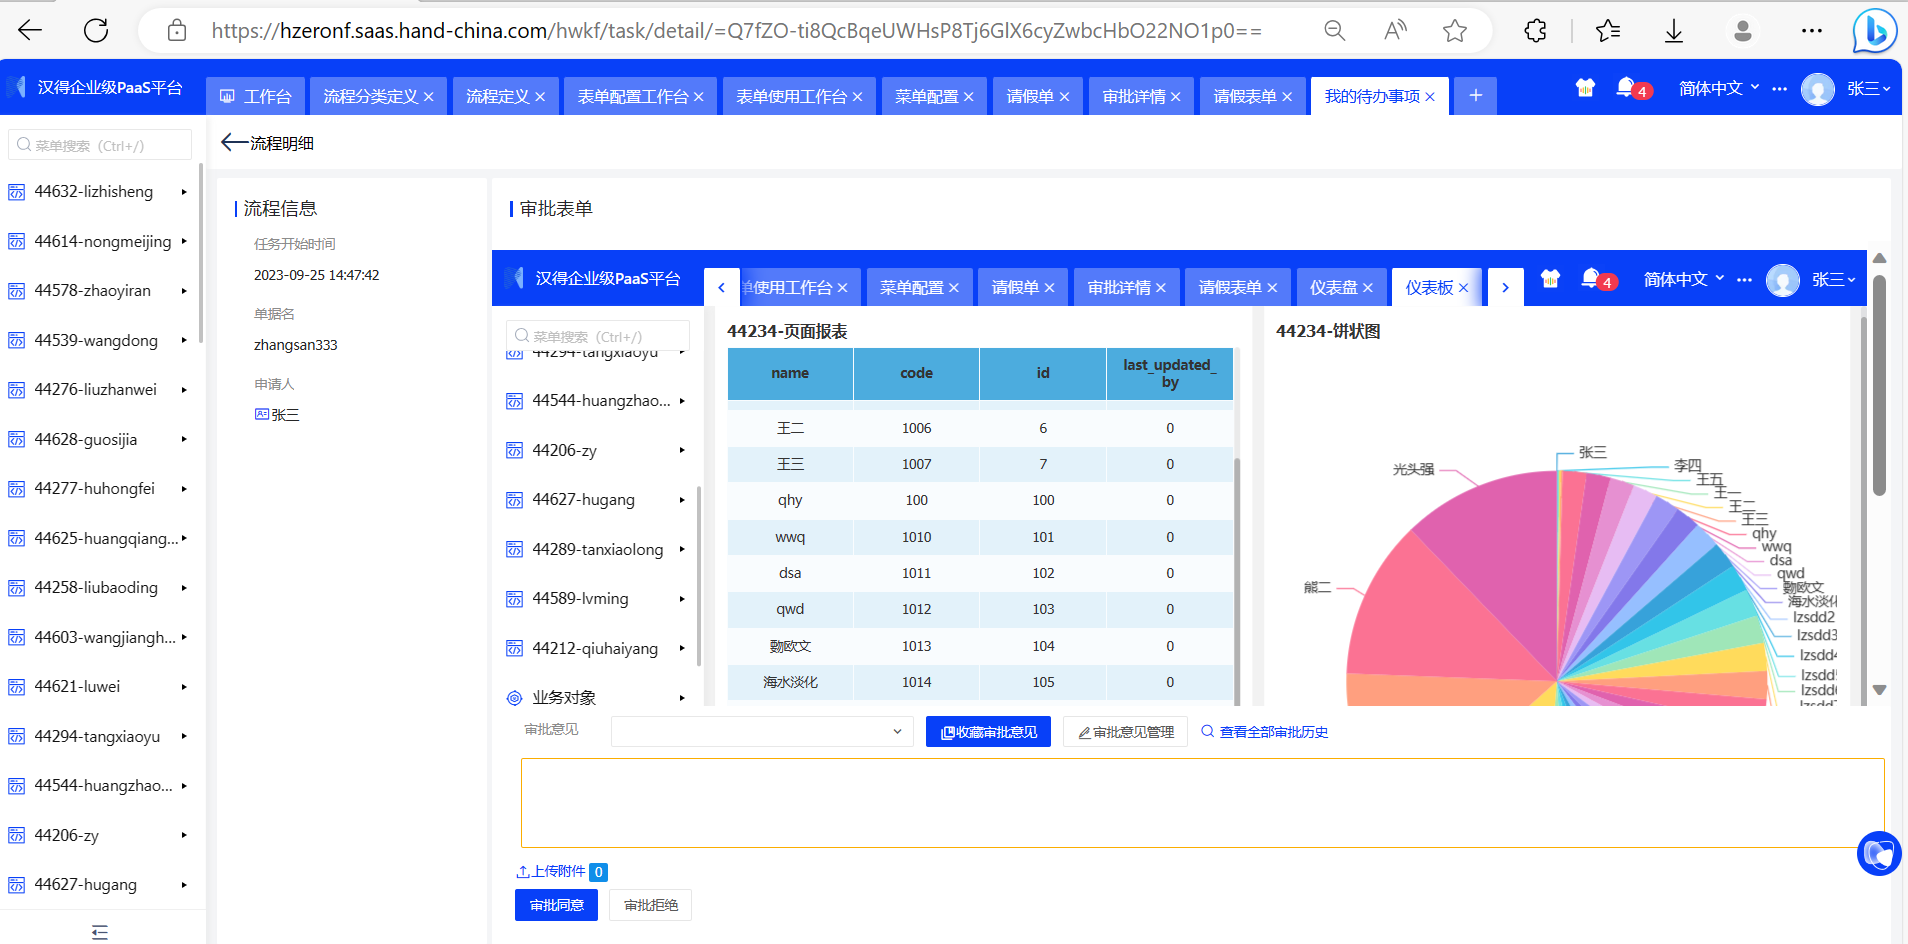 https://hzeronf.saas.hand-china.com/hwkf/task/detail/=Q7fZO-ti8QcBqeUWHsP8Tj6GlX6cyZwbcHbO22NO1p0==
汉得企业级PaaS平台
工作台
流程分类定义
流程定义
表单配置工作台
表单使用工作台
菜单配置
请假单
审批详情
请假表单
我的待办事项
4
简体中文
张三
菜单搜索（Ctrl+/）
44632-lizhisheng
44614-nongmeijing
44578-zhaoyiran
44539-wangdong
44276-liuzhanwei
44628-guosijia
44277-huhongfei
44625-huangqiang...
44258-liubaoding
44603-wangjiangh...
44621-luwei
44294-tangxiaoyu
44544-huangzhao...
44206-zy
44627-hugang
流程明细
流程信息
任务开始时间
2023-09-25 14:47:42
单据名
zhangsan333
申请人
张三
审批表单
汉得企业级PaaS平台
单使用工作台
菜单配置
请假单
审批详情
请假表单
仪表盘
仪表板
4
简体中文
张三
菜单搜索（Ctrl+/）
44294-tangxiaoyu
44544-huangzhao...
44206-zy
44627-hugang
44289-tanxiaolong
44589-lvming
44212-qiuhaiyang
业务对象
44234-页面报表
name code id last_updated_by
王二 1006 6 0
王三 1007 7 0
qhy 100 100 0
wwq 1010 101 0
dsa 1011 102 0
qwd 1012 103 0
欧文 1013 104 0
海水淡化 1014 105 0
44234-饼状图
张三
光头强
李四
王五
王一
王二
王三
qhy
wwq
dsa
qwd
欧文
海水淡化
熊二
lzsdd2
lzsdd3
lzsdd4
审批意见
收藏审批意见
审批意见管理
查看全部审批历史
上传附件 0
审批同意
审批拒绝